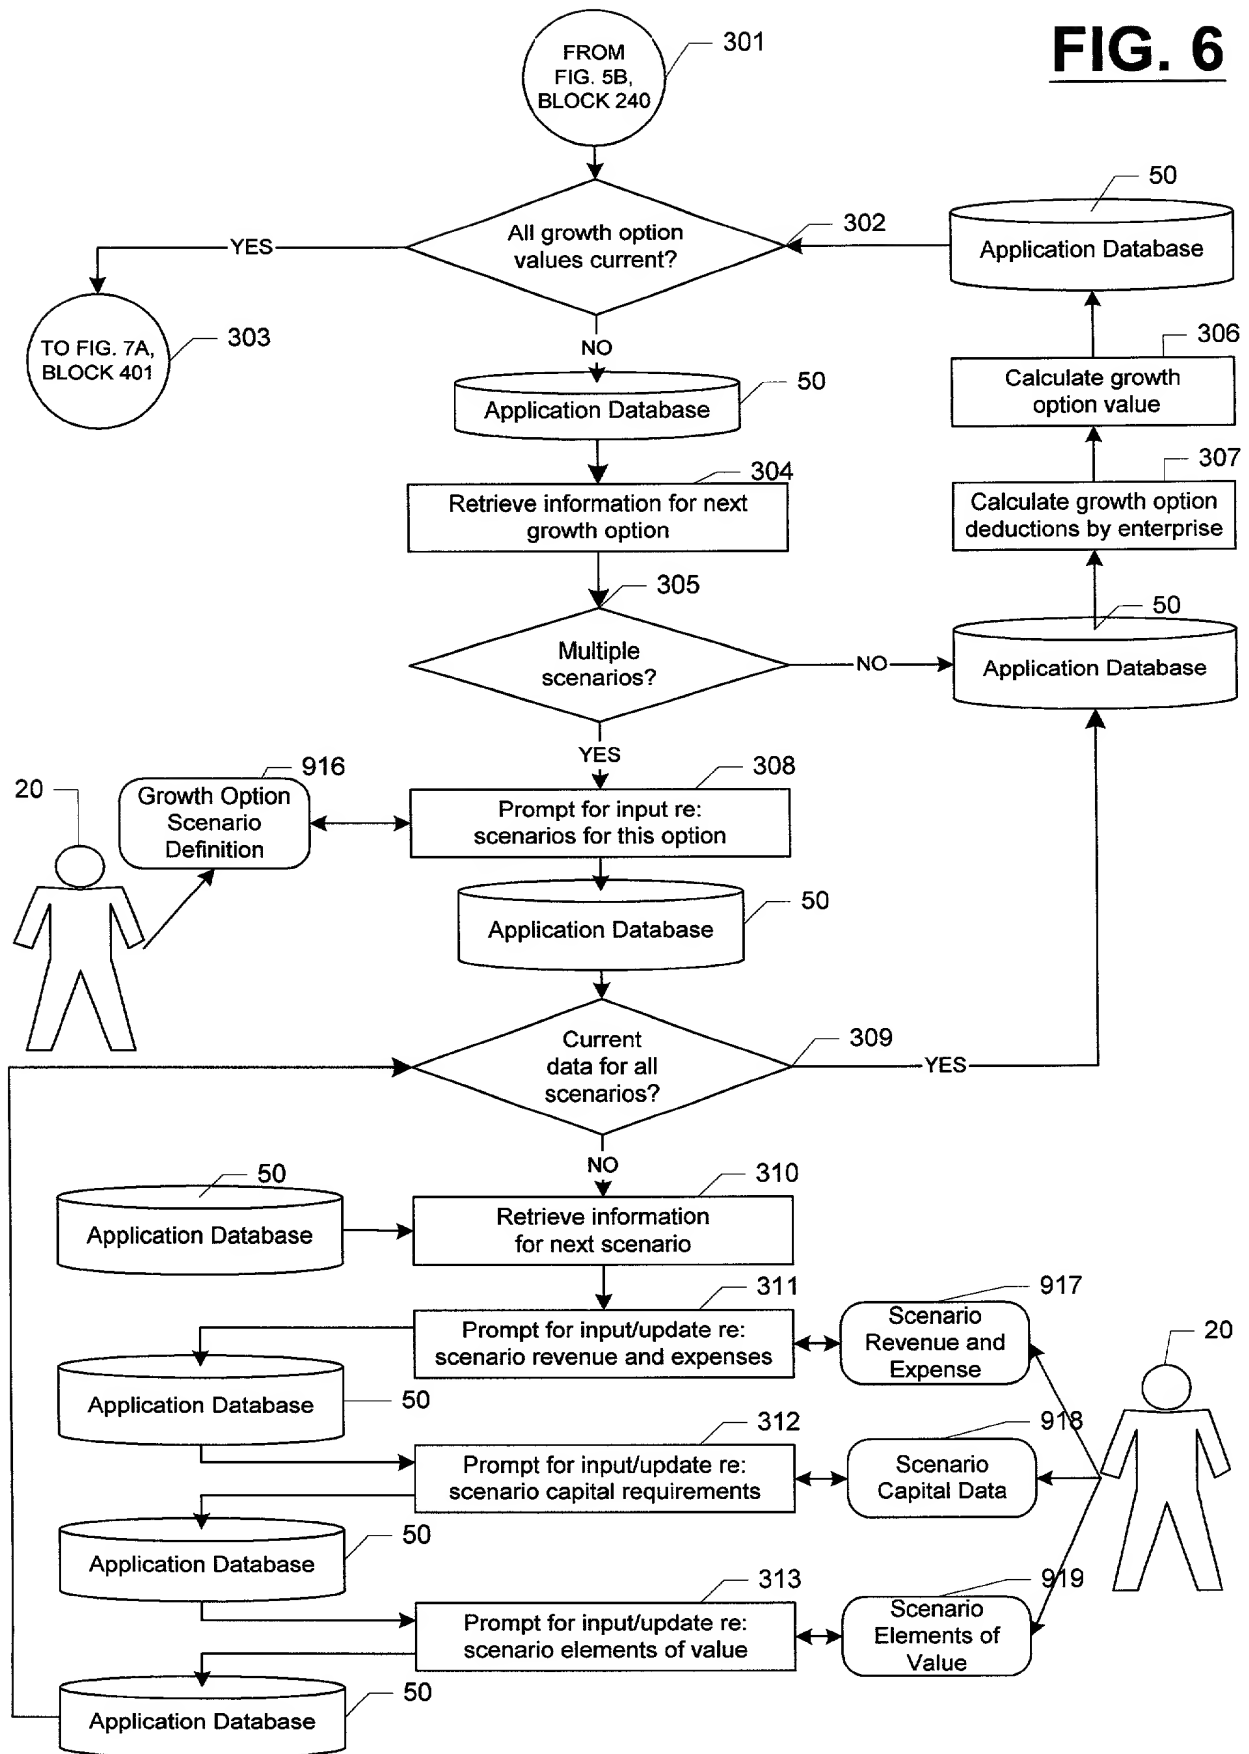 FIG. 6
FROM
FIG. 5B,
BLOCK 240
301
50
All growth option
values current?
302
Application Database
YES
TO FIG. 7A,
BLOCK 401
303
NO
306
Calculate growth
option value
Application Database
50
304
Retrieve information for next
growth option
307
Calculate growth option
deductions by enterprise
305
Multiple
scenarios?
NO
50
Application Database
YES
916
Growth Option
Scenario
Definition
20
308
Prompt for input re:
scenarios for this option
Application Database
50
Current
data for all
scenarios?
309
YES
NO
50
Application Database
310
Retrieve information
for next scenario
311
Prompt for input/update re:
scenario revenue and expenses
917
Scenario
Revenue and
Expense
20
Application Database
50
312
Prompt for input/update re:
scenario capital requirements
918
Scenario
Capital Data
Application Database
50
313
Prompt for input/update re:
scenario elements of value
919
Scenario
Elements of
Value
Application Database
50